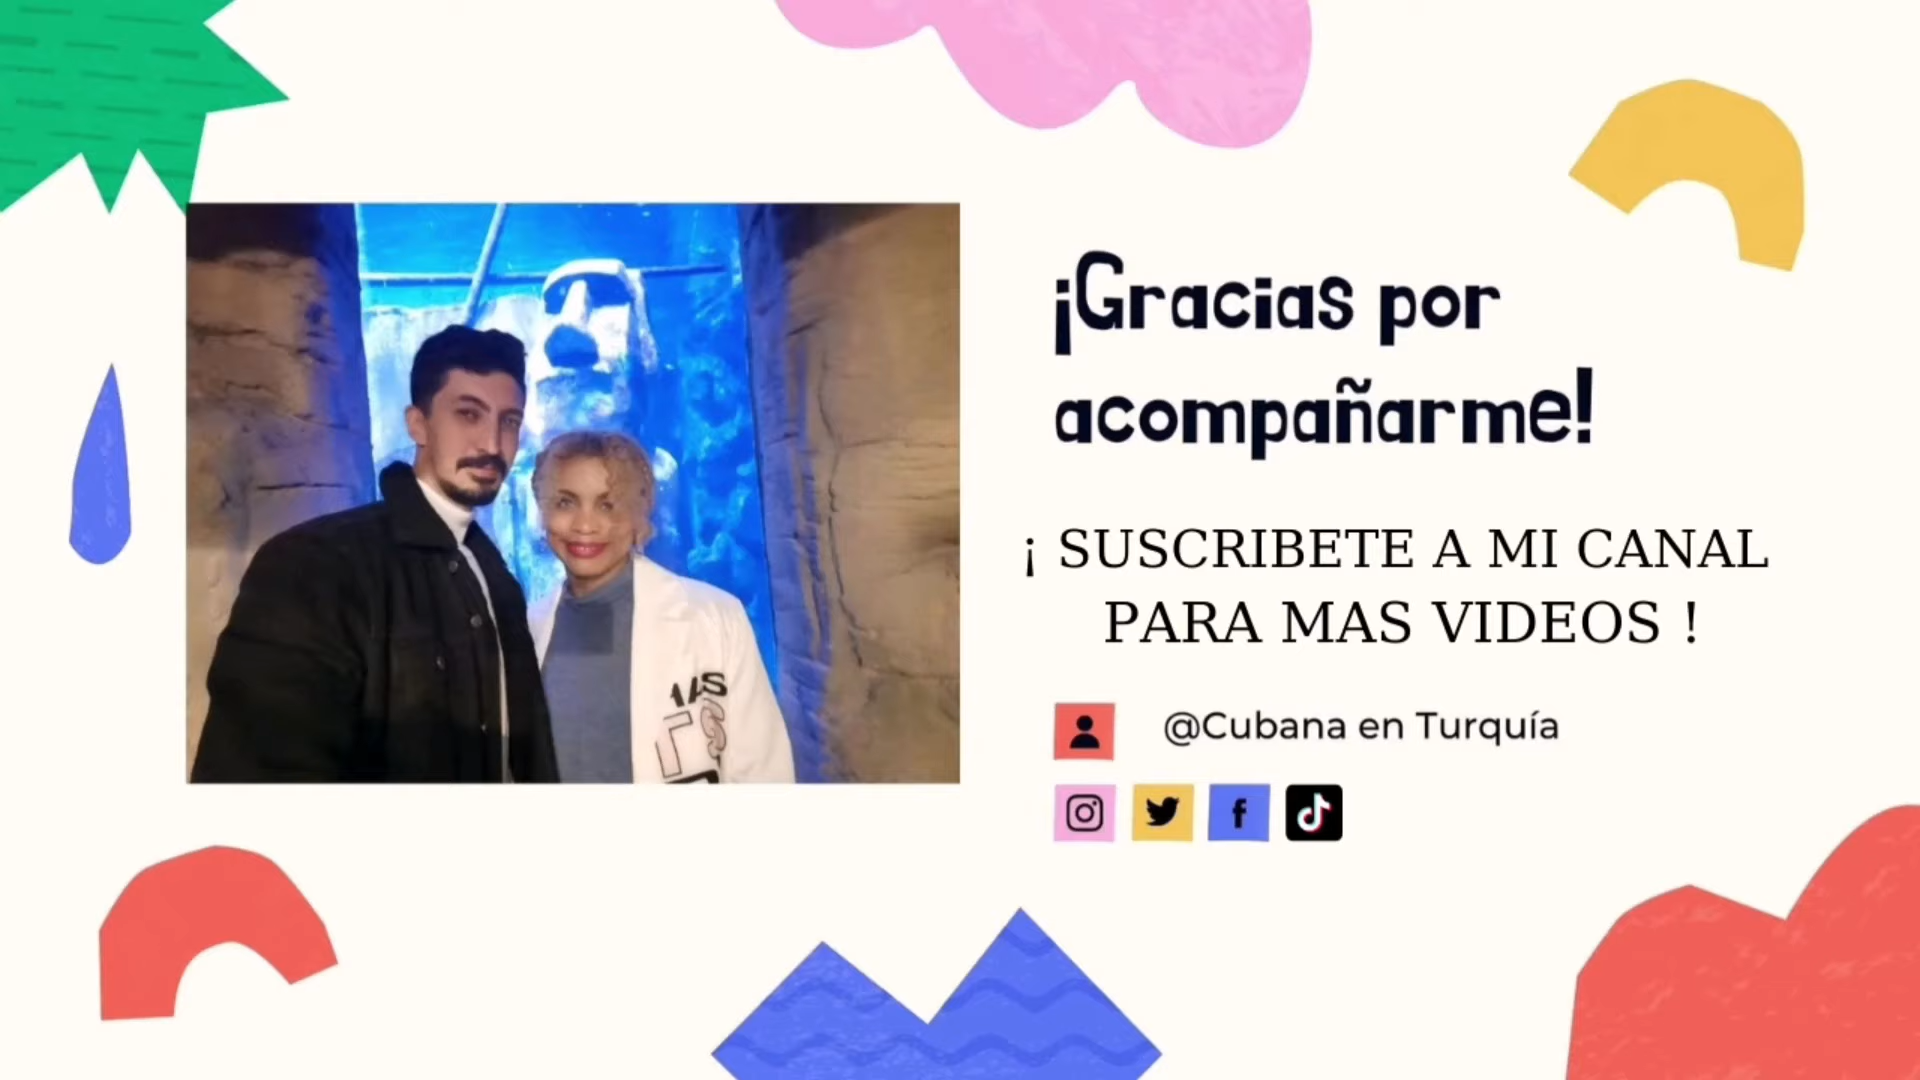 ¡Gracias por
acompañarme!
¡ SUSCRIBETE A MI CANAL
PARA MAS VIDEOS !
@Cubana en Turquía